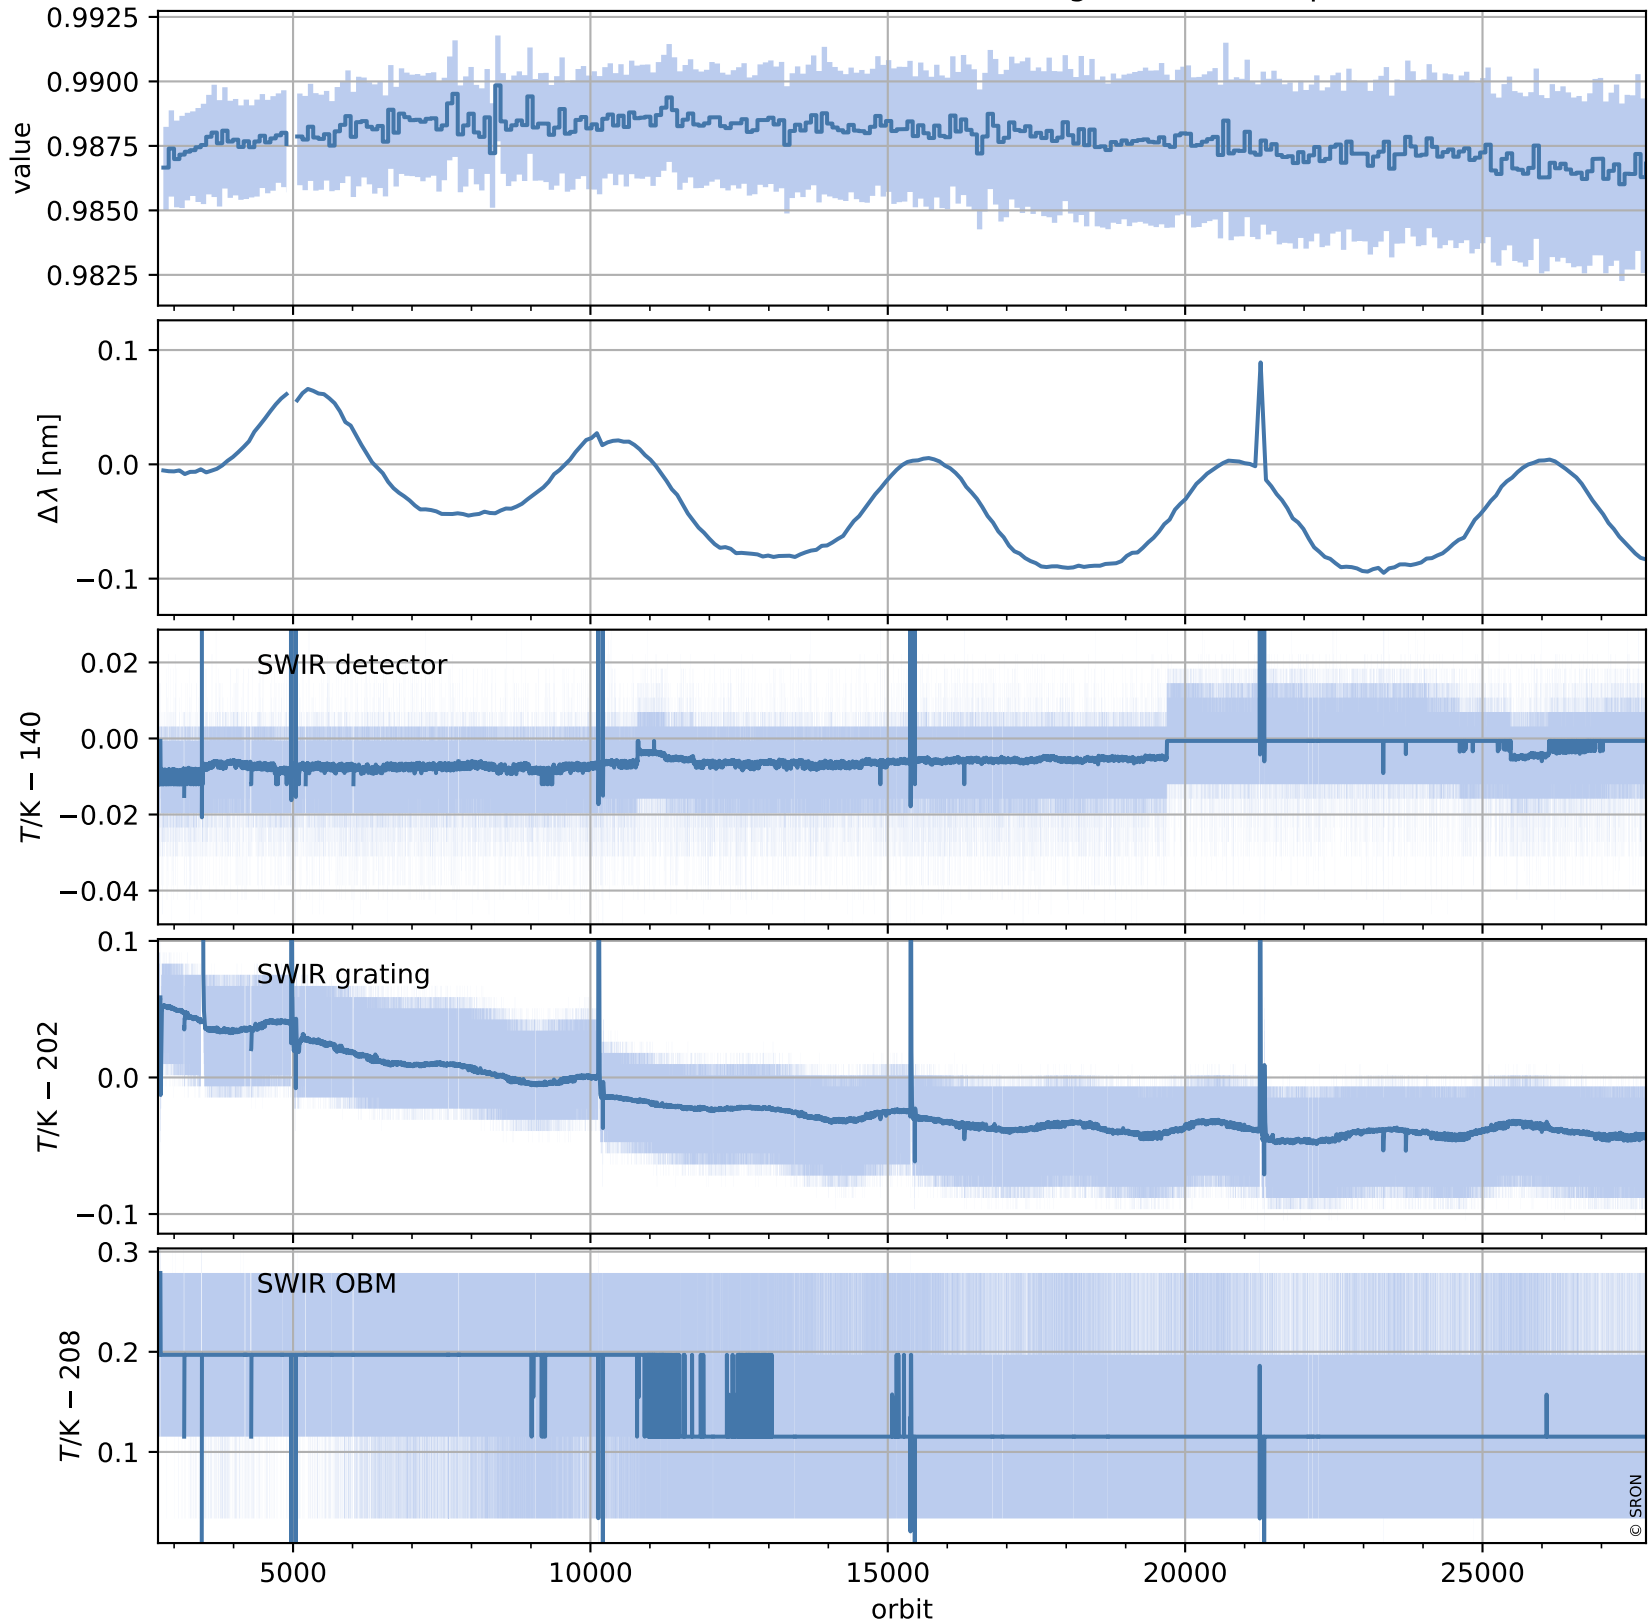 0.9925
0.9900
0.9875
0.9850
0.9825
value
0.1
0.0
−0.1
Δλ [nm]
SWIR detector
0.02
0.00
−0.02
−0.04
T/K − 140
SWIR grating
0.1
0.0
−0.1
T/K − 202
SWIR OBM
0.3
0.2
0.1
T/K − 208
© SRON
5000 10000 15000 20000 25000
orbit